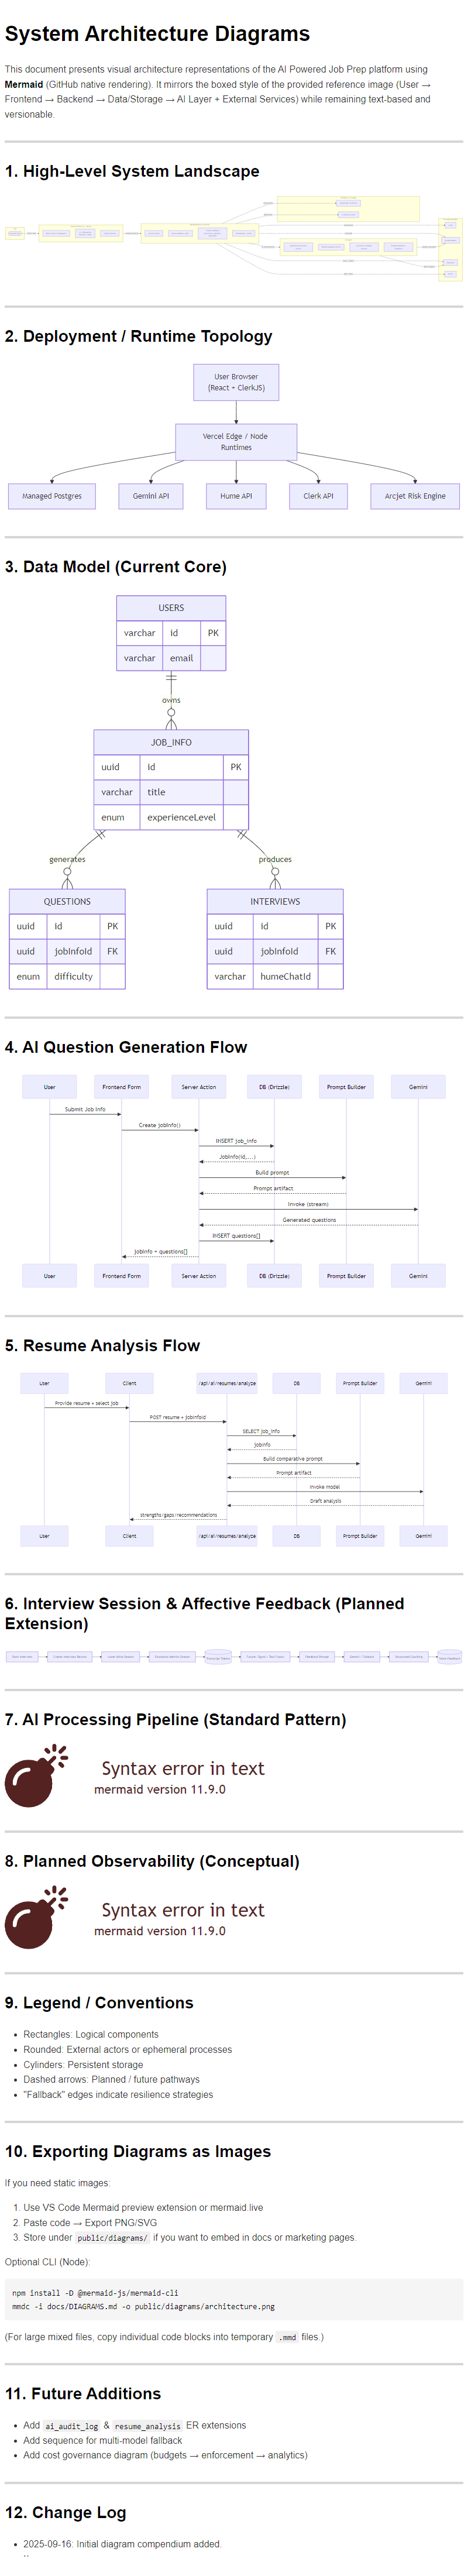 System Architecture Diagrams
This document presents visual architecture representations of the AI Powered Job Prep platform using
Mermaid (GitHub native rendering). It mirrors the boxed style of the provided reference image (User →
Frontend → Backend → Data/Storage → AI Layer + External Services) while remaining text-based and
versionable.
1. High-Level System Landscape
2. Deployment / Runtime Topology
User Browser
(React + ClerkJS)
Vercel Edge / Node
Runtimes
Managed Postgres
Gemini API
Hume API
Clerk API
Arcjet Risk Engine
3. Data Model (Current Core)
USERS
varchar id PK
varchar email
owns
JOB_INFO
uuid id PK
varchar title
enum experienceLevel
generates
produces
QUESTIONS
uuid id PK
uuid jobInfoId FK
enum difficulty
INTERVIEWS
uuid id PK
uuid jobInfoId FK
varchar humeChatId
4. AI Question Generation Flow
User Frontend Form Server Action DB (Drizzle) Prompt Builder Gemini
Submit Job Info
Create jobInfo()
INSERT job_info
JobInfo(id,...)
Build prompt
Prompt artifact
Invoke (stream)
Generated questions
INSERT questions[]
JobInfo + questions[]
User Frontend Form Server Action DB (Drizzle) Prompt Builder Gemini
5. Resume Analysis Flow
User Client /api/ai/resumes/analyze DB Prompt Builder Gemini
Provide resume + select job
POST resume + jobInfoId
SELECT job_info
JobInfo
Build comparative prompt
Prompt artifact
Invoke model
Draft analysis
strengths/gaps/recommendations
User Client /api/ai/resumes/analyze DB Prompt Builder Gemini
6. Interview Session & Affective Feedback (Planned
Extension)
7. AI Processing Pipeline (Standard Pattern)
Syntax error in text
mermaid version 11.9.0
8. Planned Observability (Conceptual)
Syntax error in text
mermaid version 11.9.0
9. Legend / Conventions
• Rectangles: Logical components
• Rounded: External actors or ephemeral processes
• Cylinders: Persistent storage
• Dashed arrows: Planned / future pathways
• "Fallback" edges indicate resilience strategies
10. Exporting Diagrams as Images
If you need static images:
1. Use VS Code Mermaid preview extension or mermaid.live
2. Paste code → Export PNG/SVG
3. Store under public/diagrams/ if you want to embed in docs or marketing pages.
Optional CLI (Node):
npm install -D @mermaid-js/mermaid-cli
mmdc -i docs/DIAGRAMS.md -o public/diagrams/architecture.png
(For large mixed files, copy individual code blocks into temporary .mmd files.)
11. Future Additions
• Add ai_audit_log & resume_analysis ER extensions
• Add sequence for multi-model fallback
• Add cost governance diagram (budgets → enforcement → analytics)
12. Change Log
• 2025-09-16: Initial diagram compendium added.